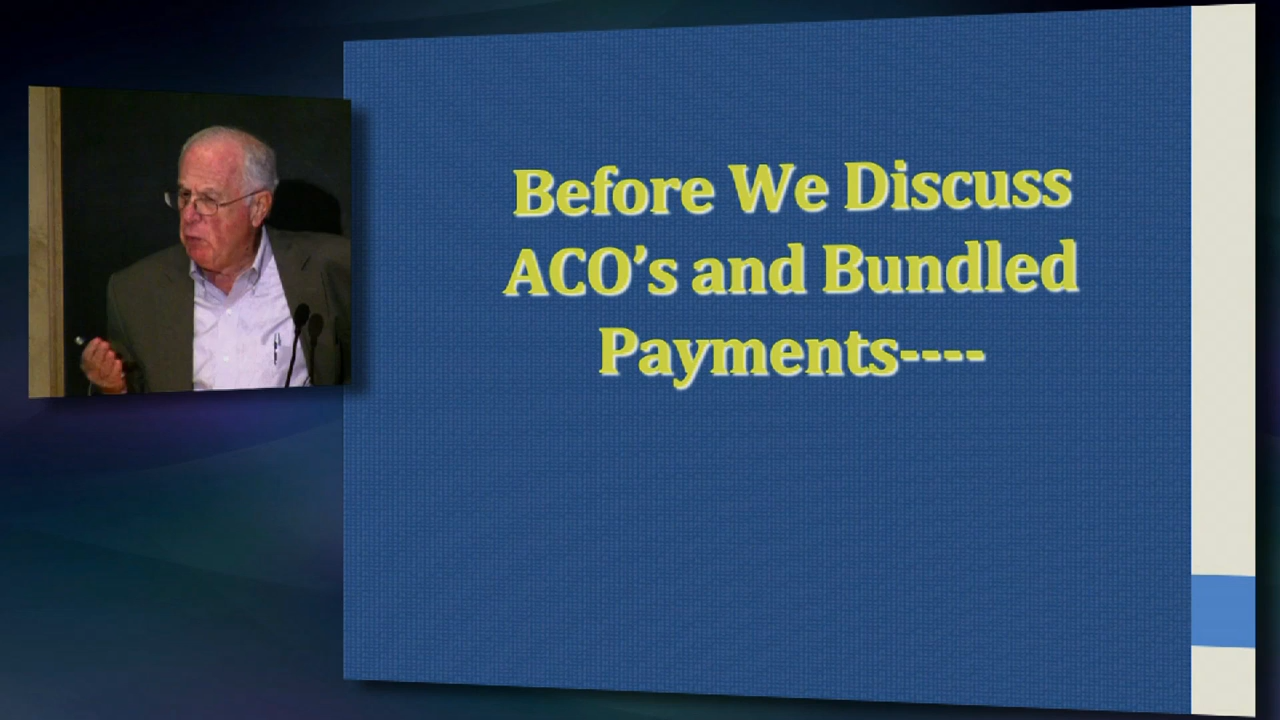 Before We Discuss
ACO’s and Bundled
Payments----